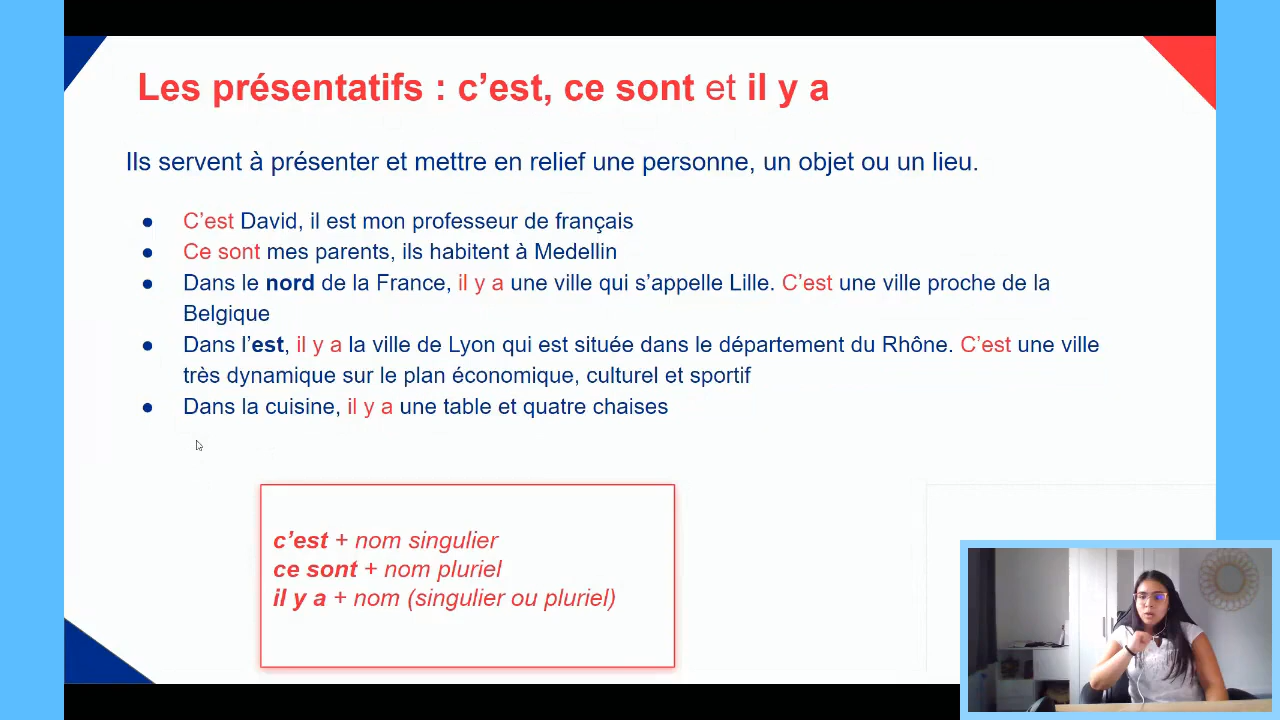 Les présentatifs : c’est, ce sont et il y a
Ils servent à présenter et mettre en relief une personne, un objet ou un lieu.
● C’est David, il est mon professeur de français
● Ce sont mes parents, ils habitent à Medellin
● Dans le nord de la France, il y a une ville qui s’appelle Lille. C’est une ville proche de la
Belgique
● Dans l’est, il y a la ville de Lyon qui est située dans le département du Rhône. C’est une ville
très dynamique sur le plan économique, culturel et sportif
● Dans la cuisine, il y a une table et quatre chaises
c’est + nom singulier
ce sont + nom pluriel
il y a + nom (singulier ou pluriel)